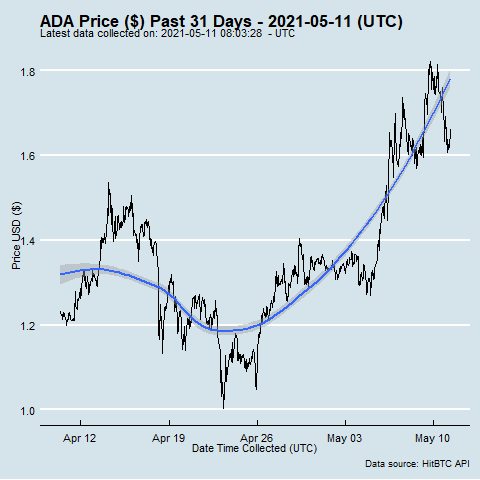 ADA Price ($) Past 31 Days - 2021-05-11 (UTC)
Latest data collected on: 2021-05-11 08:03:28 - UTC
1.8
1.6
1.4
1.2
1.0
Price USD ($)
Apr 12 Apr 19 Apr 26 May 03 May 10
Date Time Collected (UTC)
Data source: HitBTC API